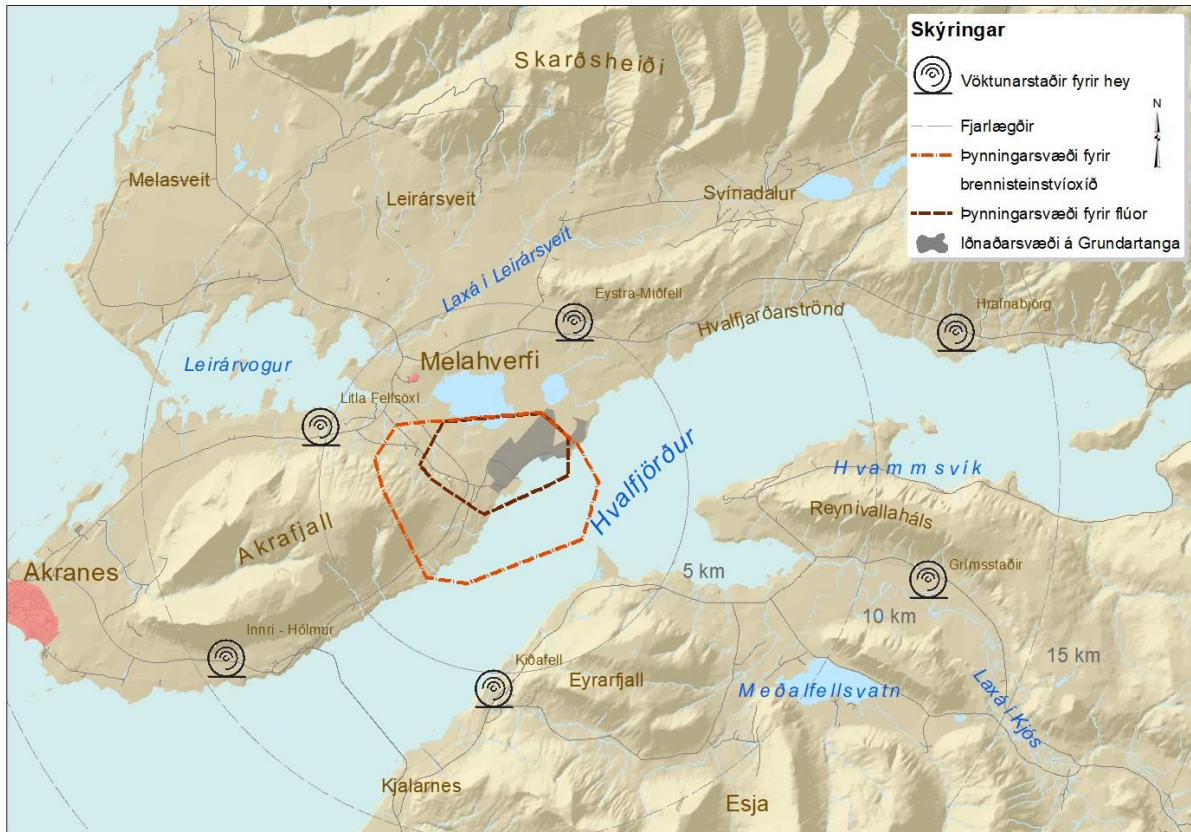 Skýringar
Vöktunarstaðir fyrir hey
N
Fjarlægðir
Þynningarsvæði fyrir
brennisteinstvíoxíð
Þynningarsvæði fyrir flúor
Iðnaðarsvæði á Grundartanga
Skarðsheiði
Melasveit
Leirársveit
Svínadalur
Laxá í Leirársveit
Eystra-Miðfell
Hrafnabjörg
Hvalfjarðarströnd
Leirárvogur
Melahverfi
Litla Fellsöxl
Hvalfjörður
Hvammsvík
Reynivallaháls
Akrafjall
Akranes
Grímsstaðir
5 km
10 km
15 km
Innri - Hólmur
Kiðafell
Eyrarfjall
Meðalfellsvatn
Laxá í Kjós
Kjalarnes
Esja